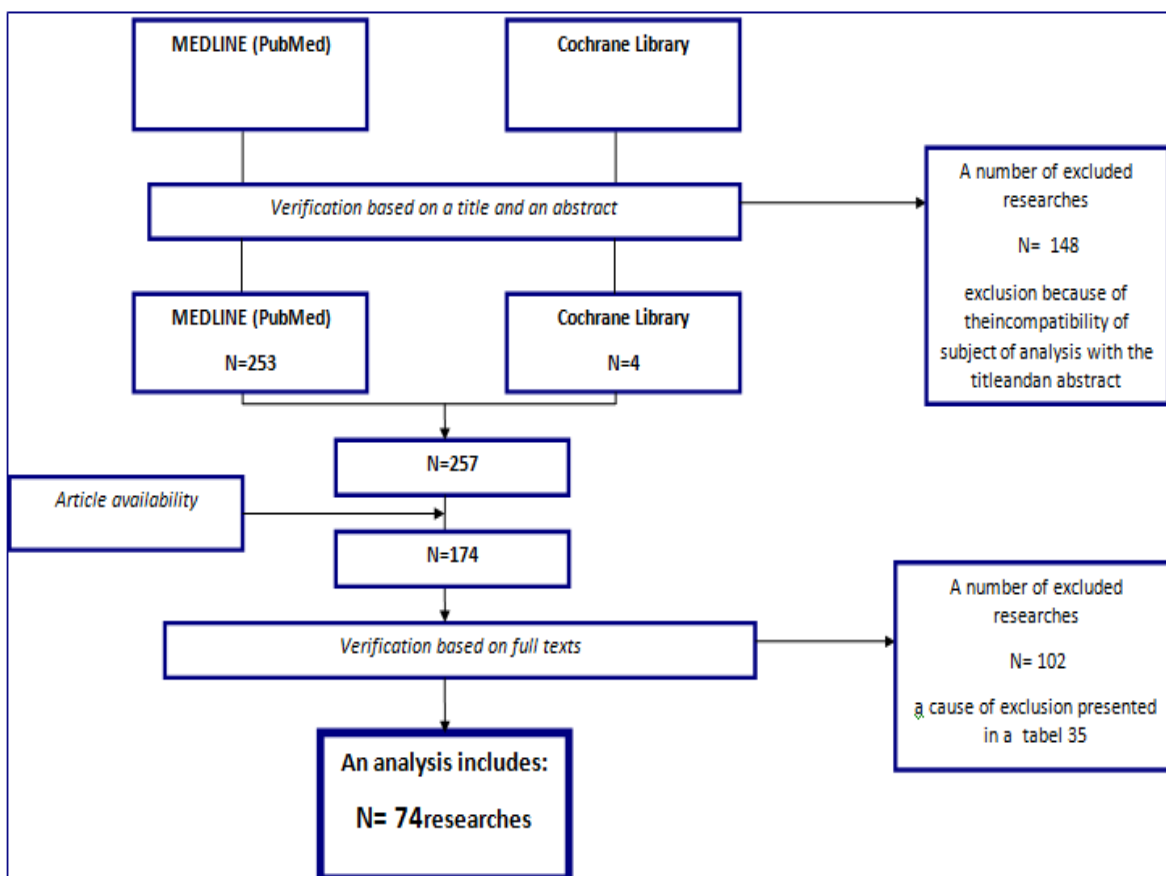 MEDLINE (PubMed)
Cochrane Library
Verification based on a title and an abstract
A number of excluded
researches
N= 148
exclusion because of
theincompatibility of
subject of analysis with the
titleandan abstract
MEDLINE (PubMed)
N=253
Cochrane Library
N=4
N=257
Article availability
N=174
Verification based on full texts
A number of excluded
researches
N= 102
a cause of exclusion presented
in a tabel 35
An analysis includes:
N= 74researches